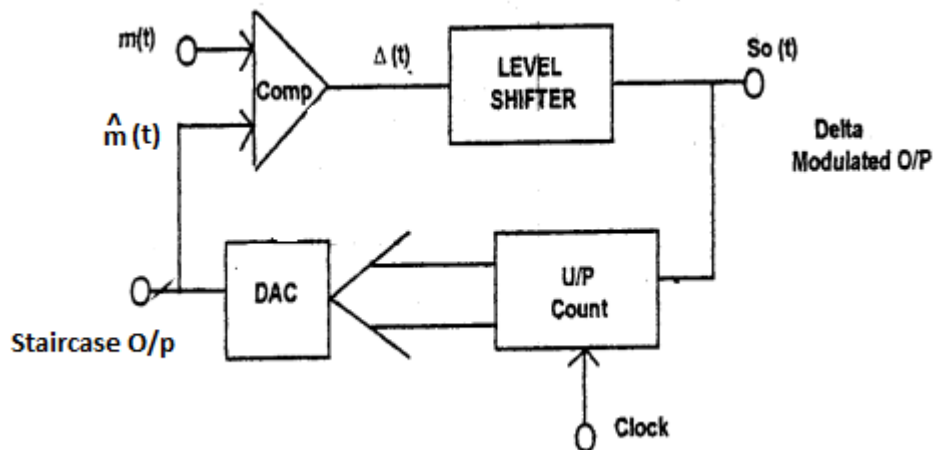 m(t)
Comp
Δ (t)
LEVEL
SHIFTER
So (t)
m̂ (t)
Delta
Modulated O/P
DAC
U/P
Count
Staircase O/p
Clock